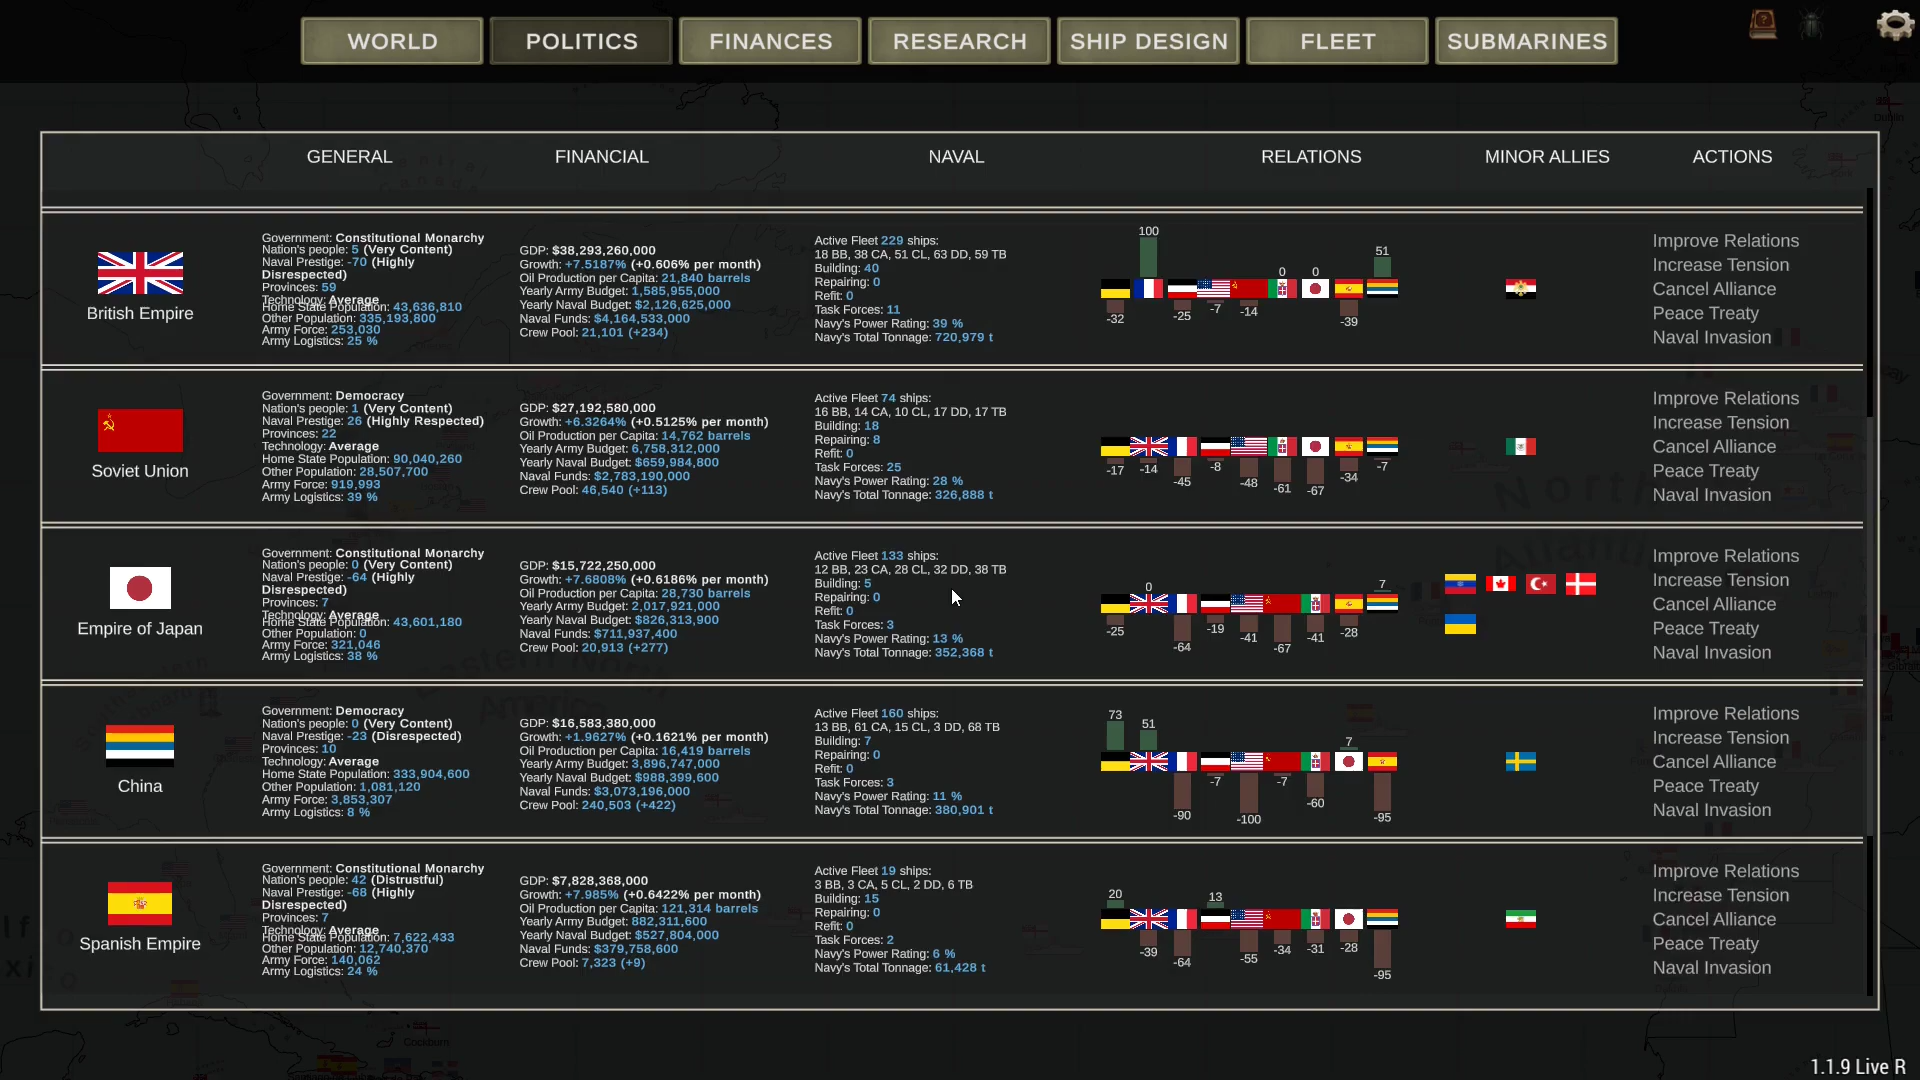 WORLD POLITICS FINANCES RESEARCH SHIP DESIGN FLEET SUBMARINES
GENERAL FINANCIAL NAVAL RELATIONS MINOR ALLIES ACTIONS
British Empire
Government: Constitutional Monarchy
Nation's people: 5 (Very Content)
Naval Prestige: -70 (Highly
Disrespected)
Provinces: 59
Technology: Average
Home State Population: 43,636,810
Other Population: 335,193,800
Army Force: 253,030
Army Logistics: 25 %
GDP: $38,293,260,000
Growth: +7.5187% (+0.606% per month)
Oil Production per Capita: 21,840 barrels
Yearly Army Budget: 1,585,955,000
Yearly Naval Budget: $2,126,625,000
Naval Funds: $4,164,533,000
Crew Pool: 21,101 (+234)
Active Fleet 229 ships:
18 BB, 38 CA, 51 CL, 63 DD, 59 TB
Building: 40
Repairing: 0
Refit: 0
Task Forces: 11
Navy's Power Rating: 39 %
Navy's Total Tonnage: 720,979 t
100 0 0 51
-32 -25 -7 -14 -39
Improve Relations
Increase Tension
Cancel Alliance
Peace Treaty
Naval Invasion
Soviet Union
Government: Democracy
Nation's people: 1 (Very Content)
Naval Prestige: 26 (Highly Respected)
Provinces: 22
Technology: Average
Home State Population: 90,040,260
Other Population: 28,507,700
Army Force: 919,993
Army Logistics: 39 %
GDP: $27,192,580,000
Growth: +6.3264% (+0.5125% per month)
Oil Production per Capita: 14,762 barrels
Yearly Army Budget: 6,758,312,000
Yearly Naval Budget: $659,984,800
Naval Funds: $2,783,190,000
Crew Pool: 46,540 (+113)
Active Fleet 74 ships:
16 BB, 14 CA, 10 CL, 17 DD, 17 TB
Building: 18
Repairing: 8
Refit: 0
Task Forces: 25
Navy's Power Rating: 28 %
Navy's Total Tonnage: 326,888 t
-17 -14 -45 -8 -48 -61 -67 -34 -7
Improve Relations
Increase Tension
Cancel Alliance
Peace Treaty
Naval Invasion
Empire of Japan
Government: Constitutional Monarchy
Nation's people: 0 (Very Content)
Naval Prestige: -64 (Highly
Disrespected)
Provinces: 7
Technology: Average
Home State Population: 43,601,180
Other Population: 0
Army Force: 321,046
Army Logistics: 38 %
GDP: $15,722,250,000
Growth: +7.6808% (+0.6186% per month)
Oil Production per Capita: 28,730 barrels
Yearly Army Budget: 2,017,921,000
Yearly Naval Budget: $826,313,900
Naval Funds: $711,937,400
Crew Pool: 20,913 (+277)
Active Fleet 133 ships:
12 BB, 23 CA, 28 CL, 32 DD, 38 TB
Building: 5
Repairing: 0
Refit: 0
Task Forces: 3
Navy's Power Rating: 13 %
Navy's Total Tonnage: 352,368 t
0 7
-25 -64 -19 -41 -67 -41 -28
Improve Relations
Increase Tension
Cancel Alliance
Peace Treaty
Naval Invasion
China
Government: Democracy
Nation's people: 0 (Very Content)
Naval Prestige: -23 (Disrespected)
Provinces: 10
Technology: Average
Home State Population: 333,904,600
Other Population: 1,081,120
Army Force: 3,853,307
Army Logistics: 8 %
GDP: $16,583,380,000
Growth: +1.9627% (+0.1621% per month)
Oil Production per Capita: 16,419 barrels
Yearly Army Budget: 3,896,747,000
Yearly Naval Budget: $988,399,600
Naval Funds: $3,073,196,000
Crew Pool: 240,503 (+422)
Active Fleet 160 ships:
13 BB, 61 CA, 15 CL, 3 DD, 68 TB
Building: 7
Repairing: 0
Refit: 0
Task Forces: 3
Navy's Power Rating: 11 %
Navy's Total Tonnage: 380,901 t
73 51 7
-90 -7 -100 -7 -60 -95
Improve Relations
Increase Tension
Cancel Alliance
Peace Treaty
Naval Invasion
Spanish Empire
Government: Constitutional Monarchy
Nation's people: 42 (Distrustful)
Naval Prestige: -68 (Highly
Disrespected)
Provinces: 7
Technology: Average
Home State Population: 7,622,433
Other Population: 12,740,370
Army Force: 140,062
Army Logistics: 24 %
GDP: $7,828,368,000
Growth: +7.985% (+0.6422% per month)
Oil Production per Capita: 121,314 barrels
Yearly Army Budget: 882,311,600
Yearly Naval Budget: $527,804,000
Naval Funds: $379,758,600
Crew Pool: 7,323 (+9)
Active Fleet 19 ships:
3 BB, 3 CA, 5 CL, 2 DD, 6 TB
Building: 15
Repairing: 0
Refit: 0
Task Forces: 2
Navy's Power Rating: 6 %
Navy's Total Tonnage: 61,428 t
20 13
-39 -64 -55 -34 -31 -28 -95
Improve Relations
Increase Tension
Cancel Alliance
Peace Treaty
Naval Invasion
Cockburn
1.1.9 Live R